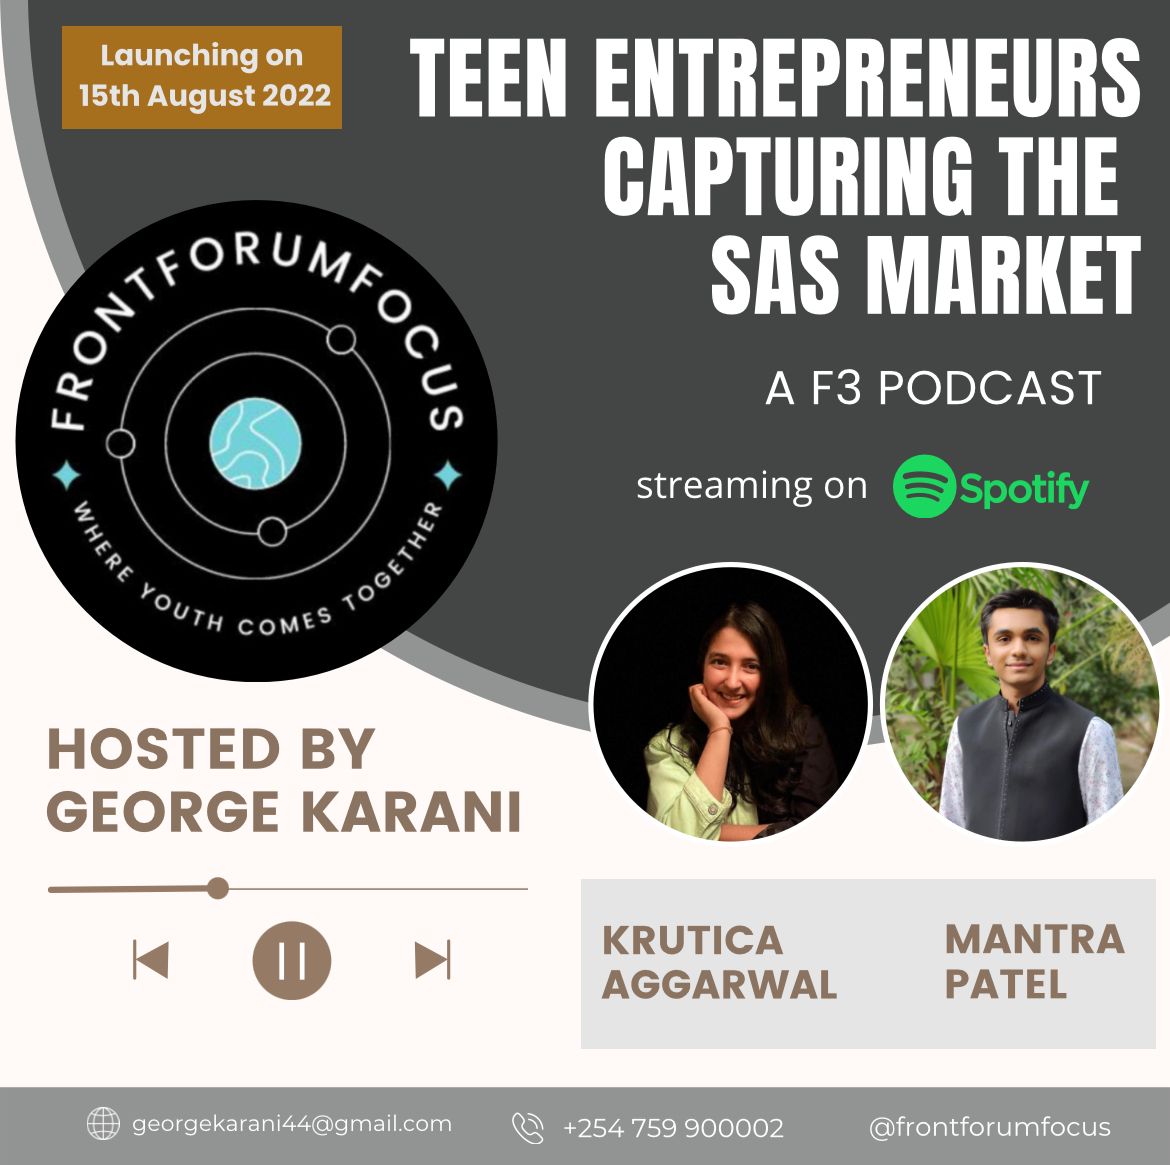 Launching on
15th August 2022
TEEN ENTREPRENEURS
CAPTURING THE
SAS MARKET
A F3 PODCAST
streaming on Spotify
FRONTFORUMFOCUS
WHERE YOUTH COMES TOGETHER
HOSTED BY
GEORGE KARANI
KRUTICA
AGGARWAL
MANTRA
PATEL
georgekarani44@gmail.com
+254 759 900002
@frontforumfocus